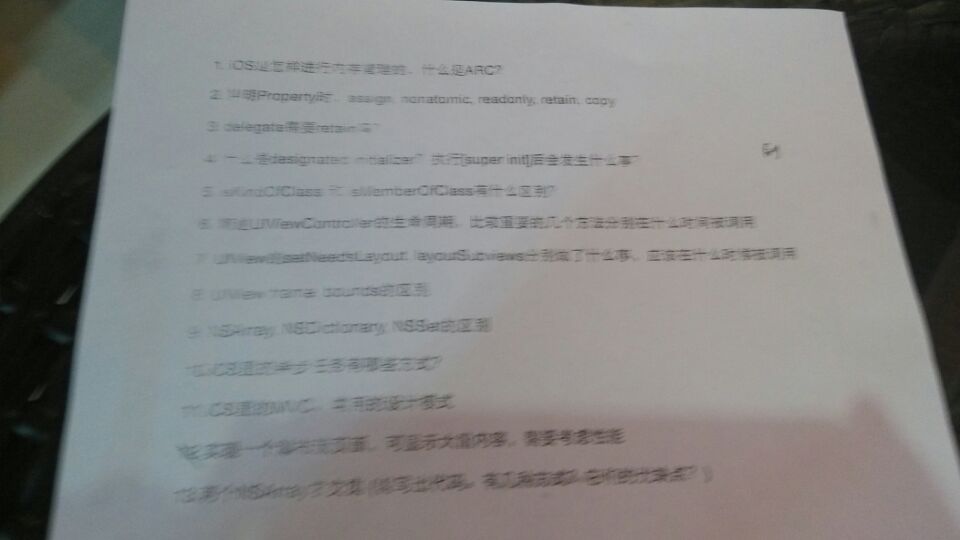 1. iOS是怎样进行内存管理的，什么是ARC?
2. 声明Property时，assign, nonatomic, readonly, retain, copy
3. delegate需要retain
4. 什么是designated initializer? 执行[super init]后会发生什么事?
5. isKindOfClass 和 isMemberOfClass有什么区别?
6. 简述UIViewController的生命周期，比较重要的几个方法分别在什么时间被调用
7. UIView的setNeedsLayout, layoutSubviews分别做了什么事，应该在什么时候被调用
8. UIView frame, bounds的区别
9. NSArray, NSDictionary, NSSet的区别
10. iOS里的异步任务有哪些方式?
11. iOS里的MVC，常用的设计模式
12. 实现一个瀑布流页面，可显示大量内容，需要考虑性能
13. 两个NSArray求交集 (请写出代码。有几种方式?